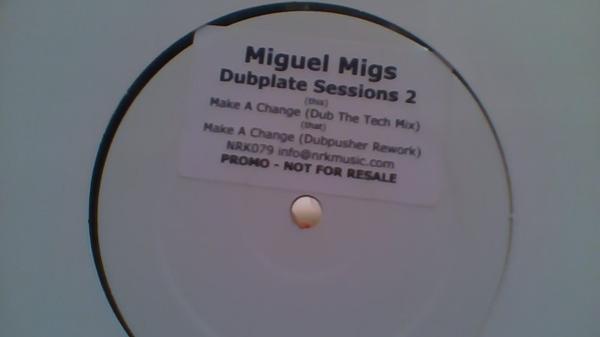 Miguel Migs
Dubplate Sessions 2
(this)
Make A Change (Dub The Tech Mix)
(that)
Make A Change (Dubpusher Rework)
NRK079 info@nrkmusic.com
PROMO - NOT FOR RESALE